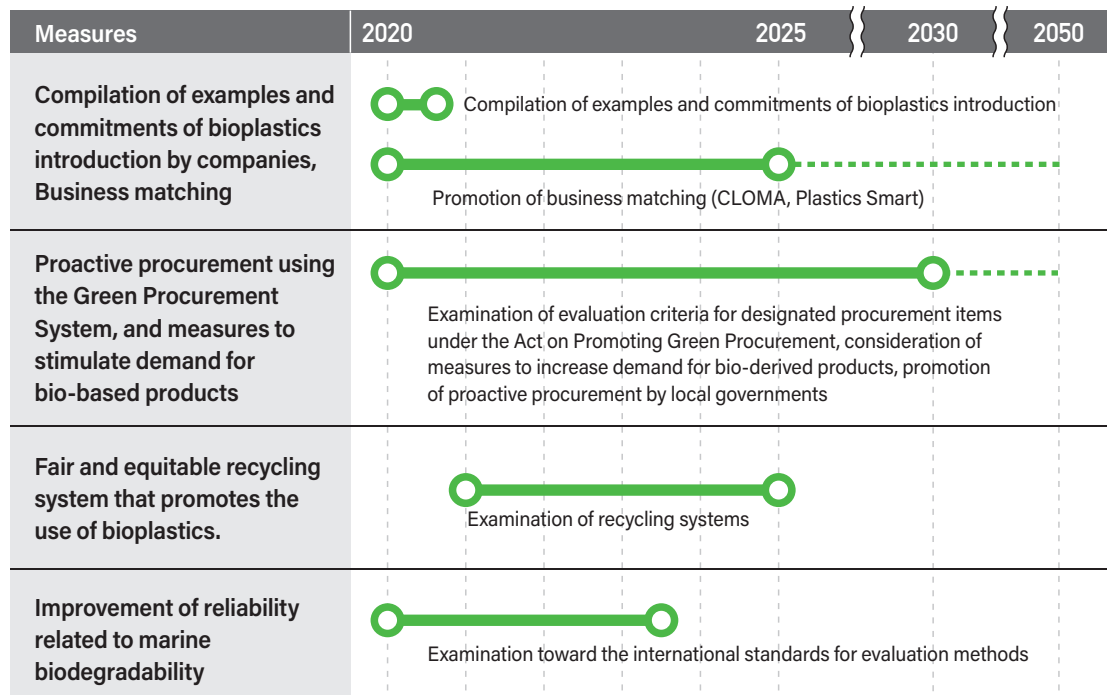 Measures 2020 2025 2030 2050
Compilation of examples and
commitments of bioplastics
introduction by companies,
Business matching
Compilation of examples and commitments of bioplastics introduction
Promotion of business matching (CLOMA, Plastics Smart)
Proactive procurement using
the Green Procurement
System, and measures to
stimulate demand for
bio-based products
Examination of evaluation criteria for designated procurement items
under the Act on Promoting Green Procurement, consideration of
measures to increase demand for bio-derived products, promotion
of proactive procurement by local governments
Fair and equitable recycling
system that promotes the
use of bioplastics.
Examination of recycling systems
Improvement of reliability
related to marine
biodegradability
Examination toward the international standards for evaluation methods